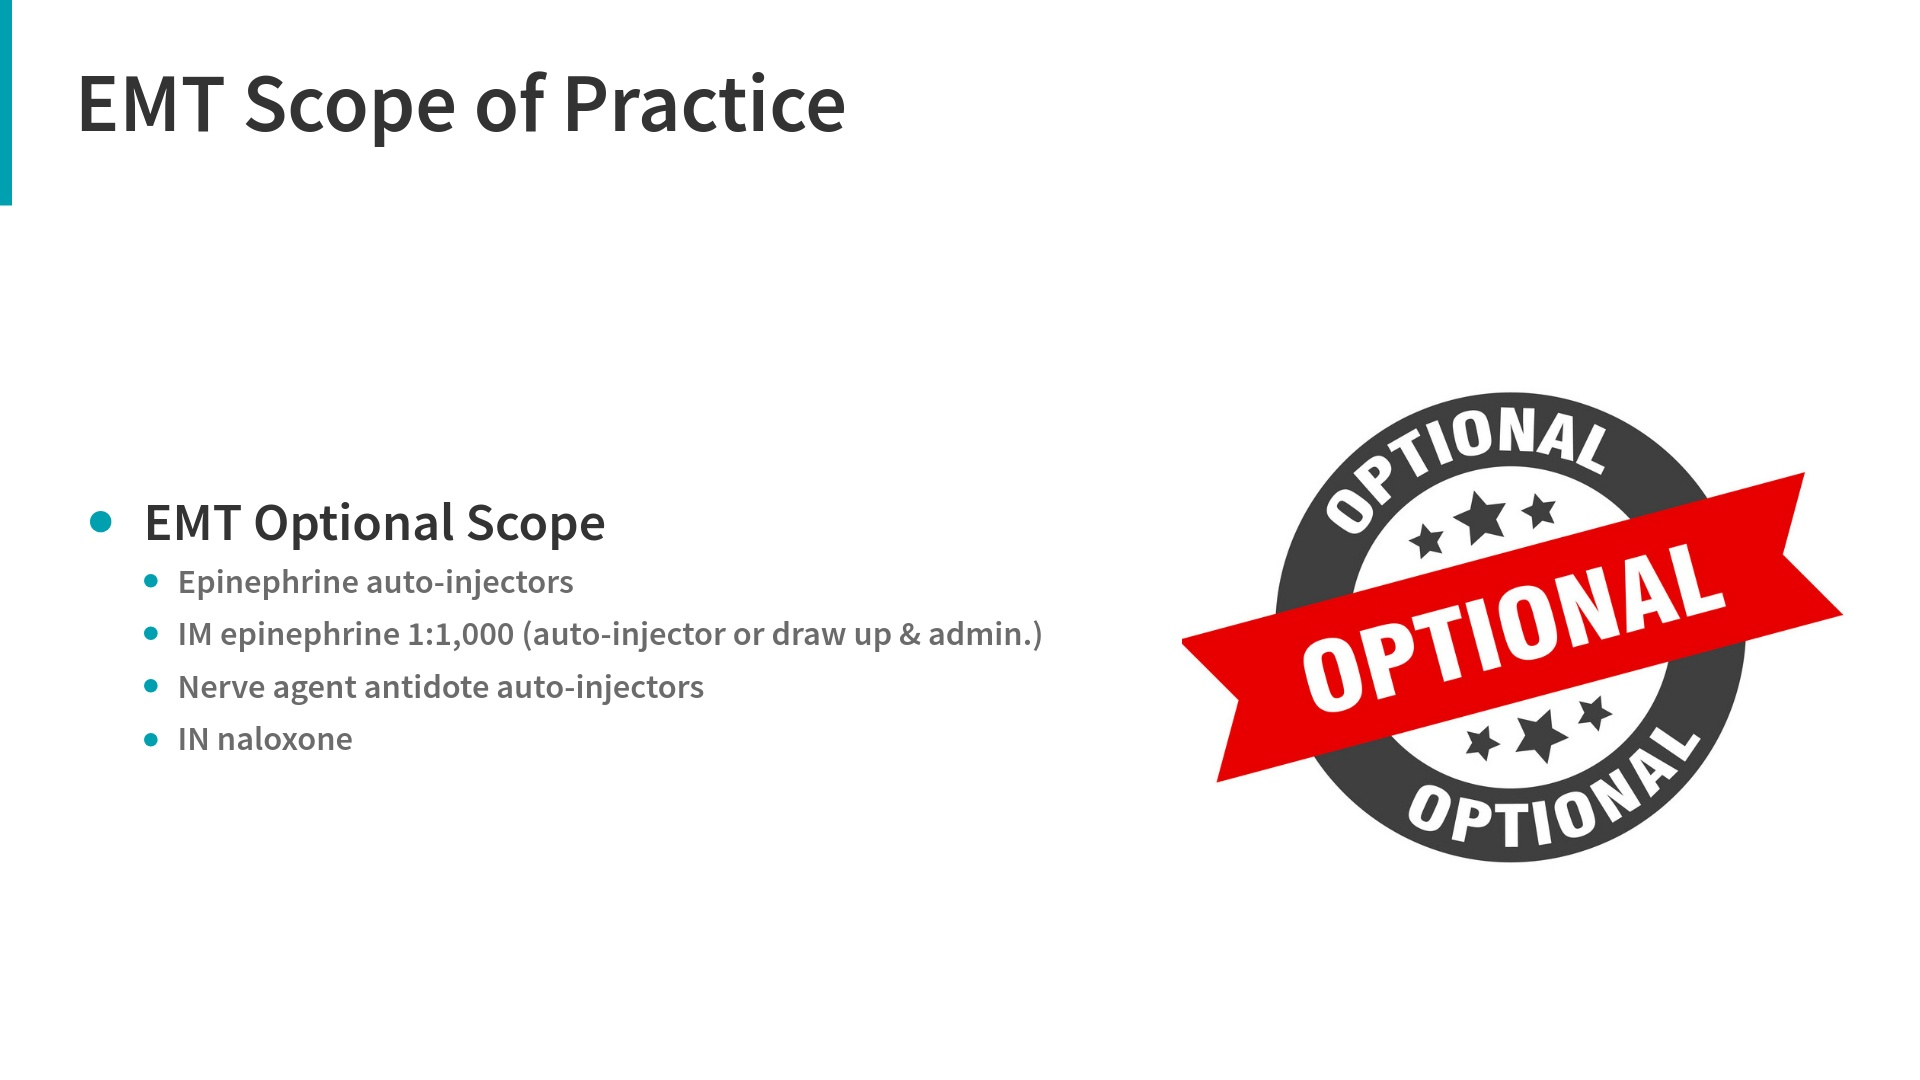 EMT Scope of Practice
EMT Optional Scope
Epinephrine auto-injectors
IM epinephrine 1:1,000 (auto-injector or draw up & admin.)
Nerve agent antidote auto-injectors
IN naloxone
OPTIONAL
OPTIONAL
OPTIONAL